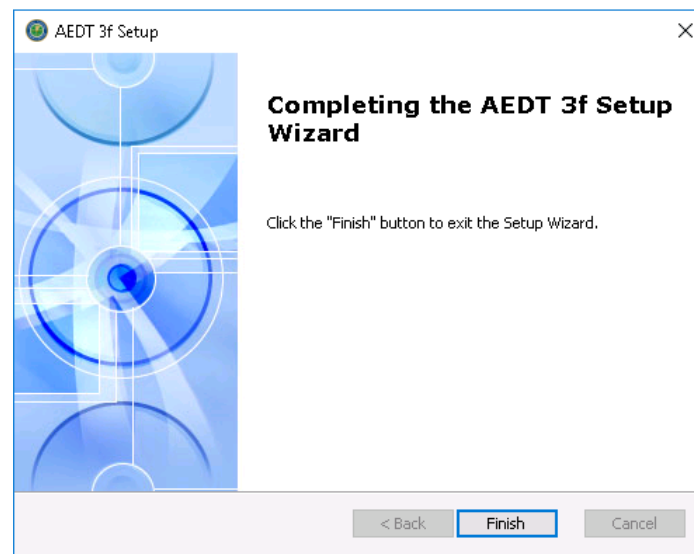 AEDT 3f Setup
Completing the AEDT 3f Setup
Wizard
Click the "Finish" button to exit the Setup Wizard.
< Back
Finish
Cancel